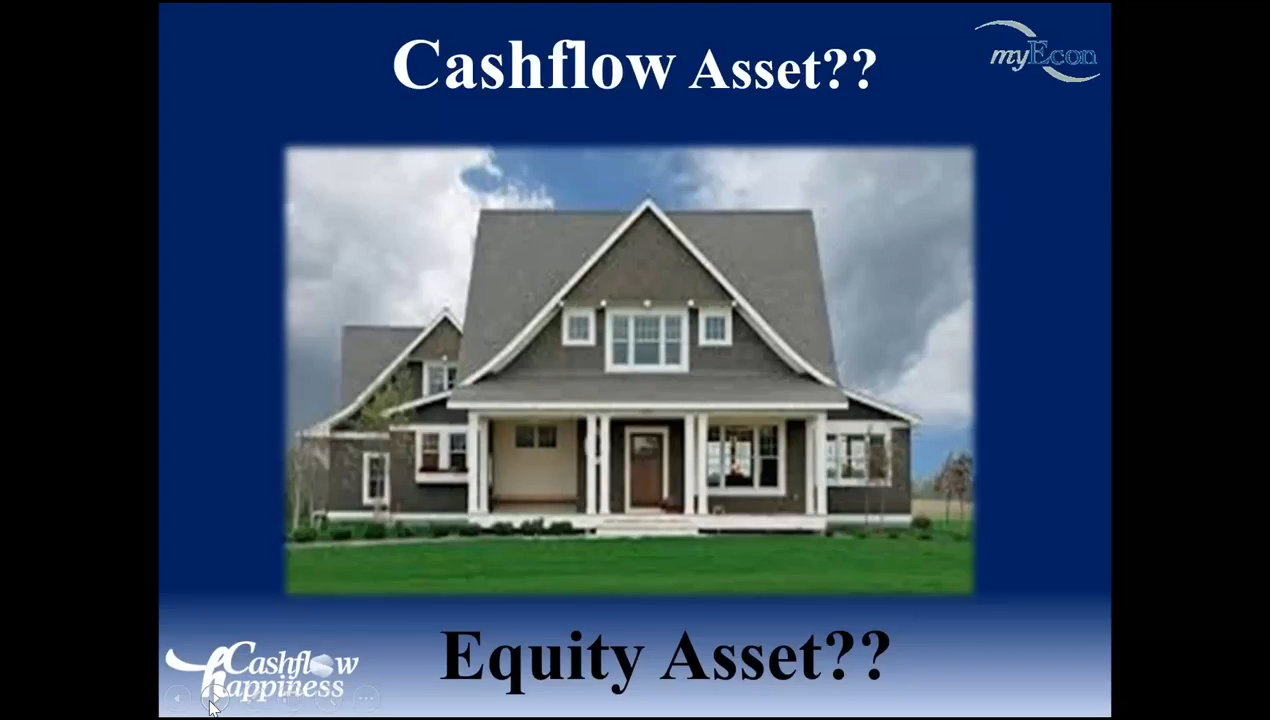 Cashflow Asset??
myEcon
Equity Asset??
Cashflow
happiness